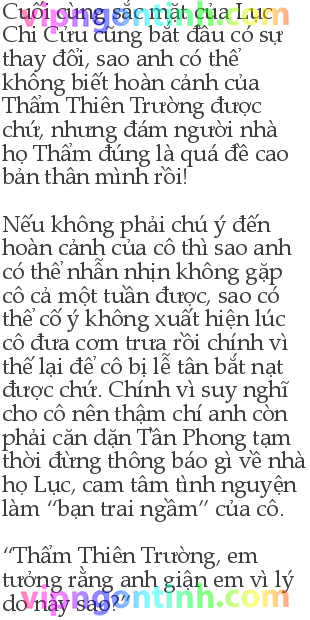 Cuối cùng sắc mặt của Lục
Chi Cửu cũng bắt đầu có sự
thay đổi, sao anh có thể
không biết hoàn cảnh của
Thẩm Thiên Trường được
chứ, nhưng đám người nhà
họ Thẩm đúng là quá đề cao
bản thân mình rồi!

Nếu không phải chú ý đến
hoàn cảnh của cô thì sao anh
có thể nhẫn nhịn không gặp
cô cả một tuần được, sao có
thể cố ý không xuất hiện lúc
cô đưa cơm trưa rồi chính vì
thế lại để cô bị lễ tân bắt nạt
được chứ. Chính vì suy nghĩ
cho cô nên thậm chí anh còn
phải căn dặn Tần Phong tạm
thời đừng thông báo gì về nhà
họ Lục, cam tâm tình nguyện
làm “bạn trai ngầm” của cô.

“Thẩm Thiên Trường, em
tưởng rằng anh giận em vì lý
do này sao?”
vipngontinh.com
vipngontinh.com